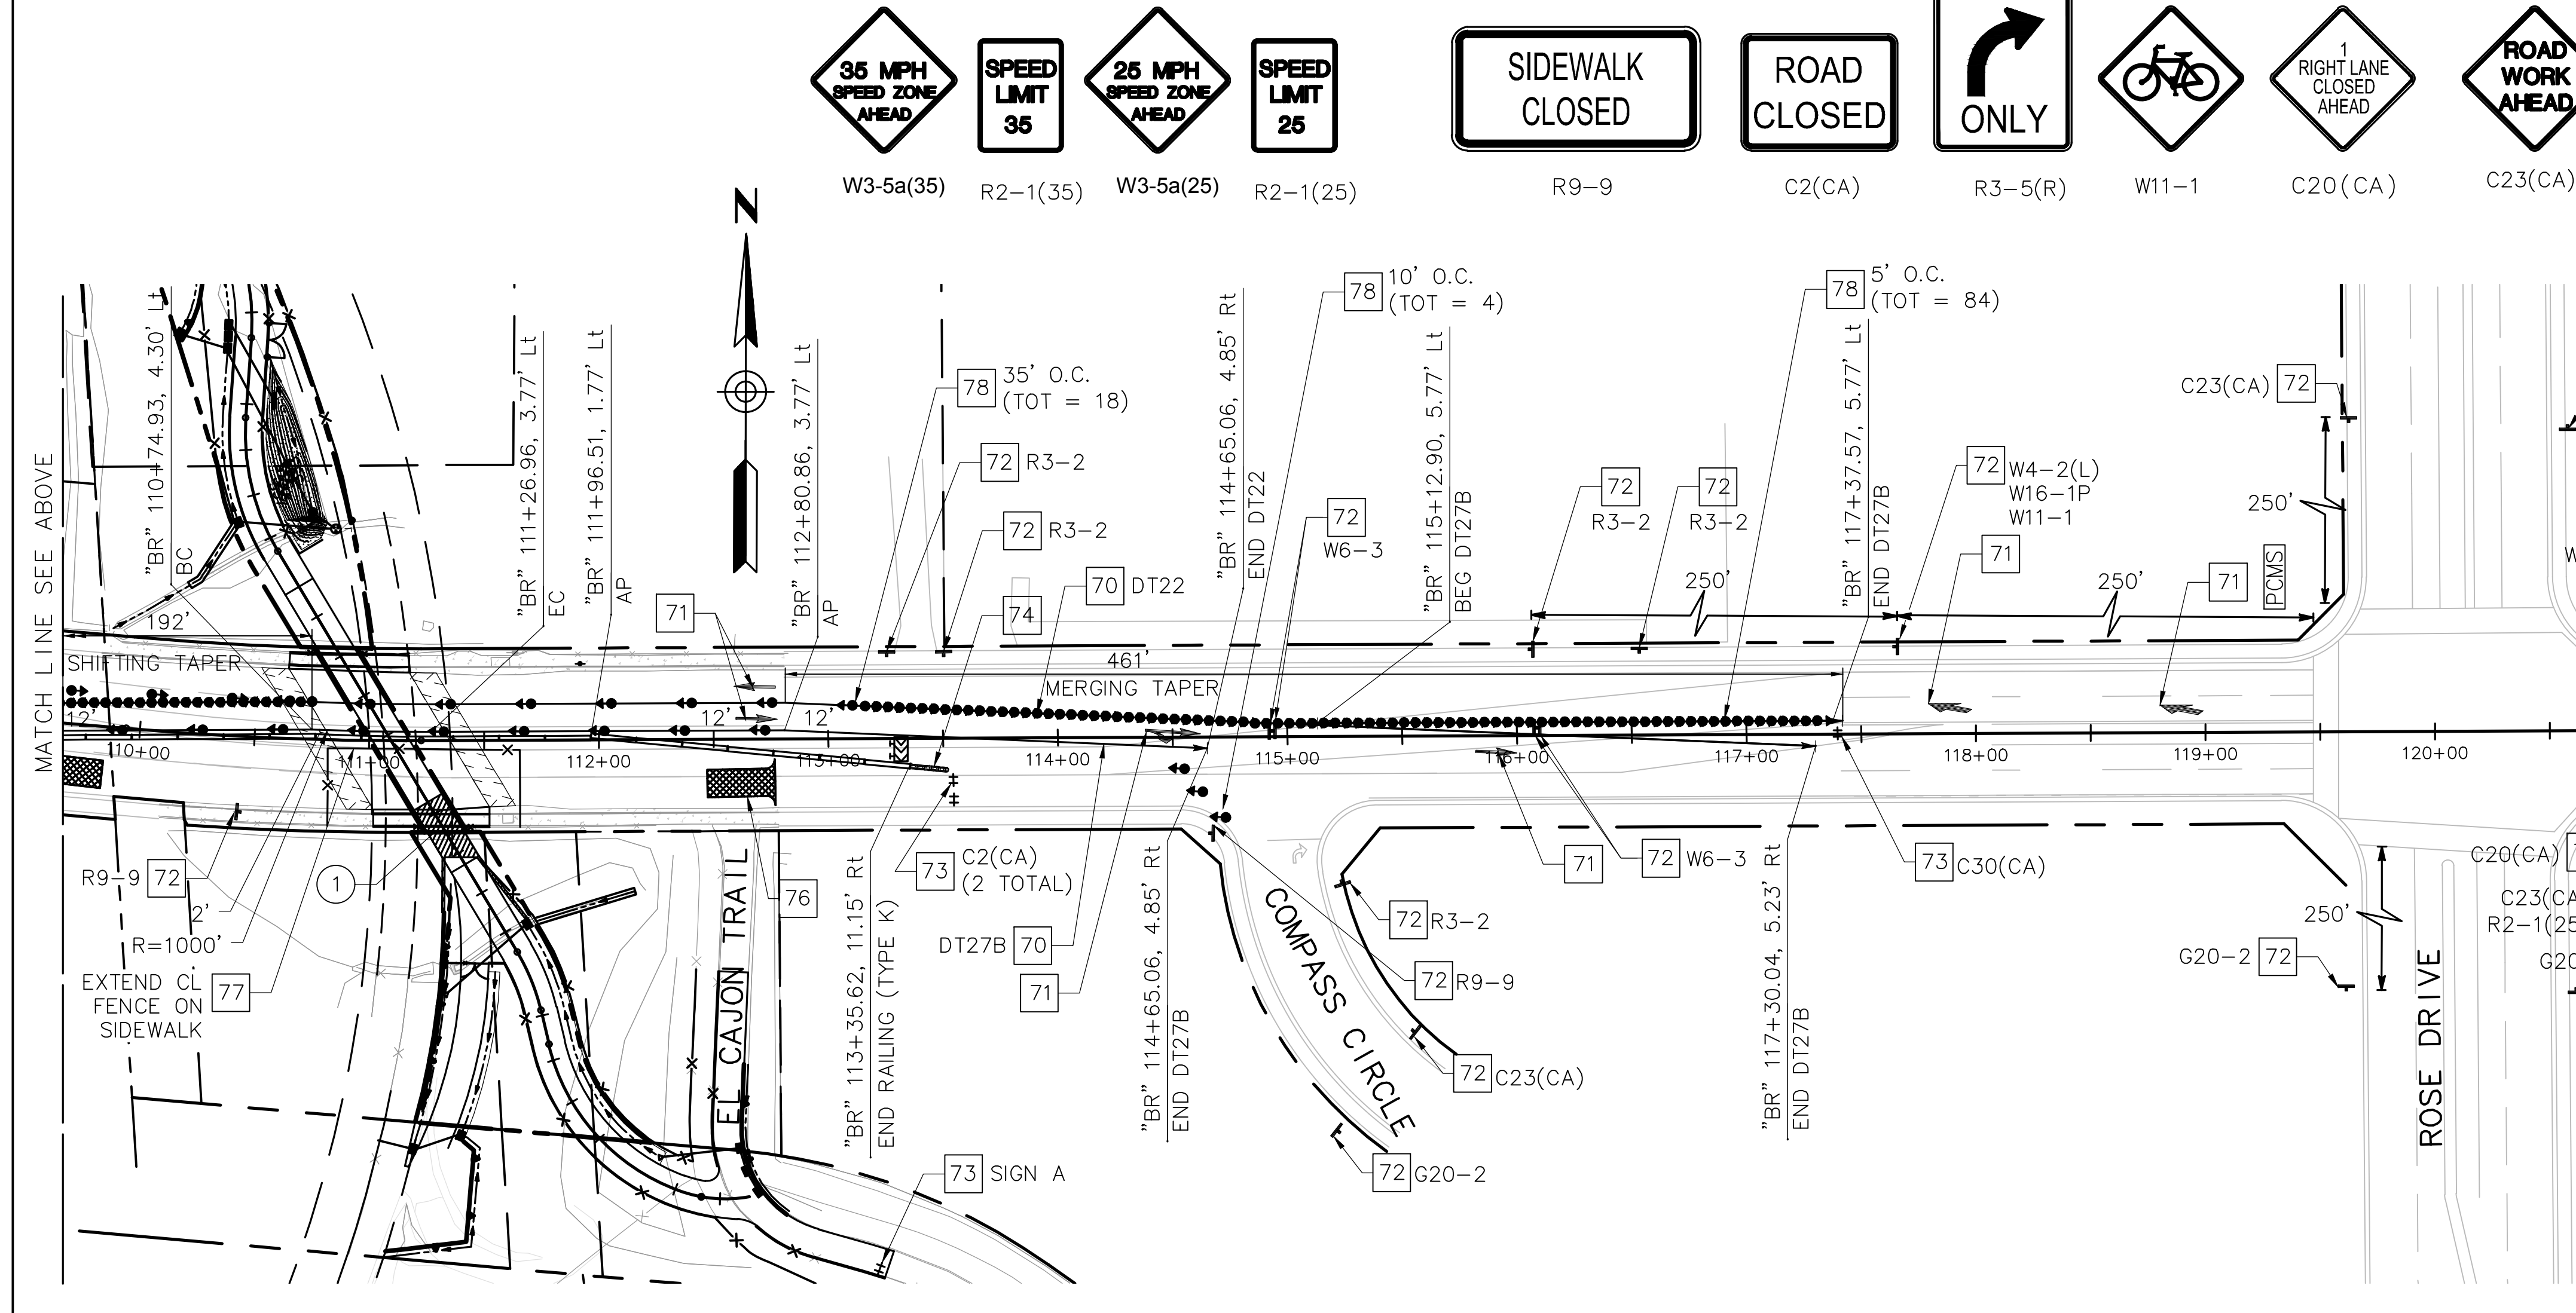 35 MPH
SPEED ZONE
AHEAD
SPEED
LIMIT
35
25 MPH
SPEED ZONE
AHEAD
SPEED
LIMIT
25
SIDEWALK
CLOSED
ROAD
CLOSED
ONLY
1
RIGHT LANE
CLOSED
AHEAD
ROAD
WORK
AHEAD
W3-5a(35)
R2-1(35)
W3-5a(25)
R2-1(25)
R9-9
C2(CA)
R3-5(R)
W11-1
C20(CA)
C23(CA)
N
MATCH LINE SEE ABOVE
"BR" 110+74.93, 4.30' Lt
BC
"BR" 111+26.96, 3.77' Lt
EC
"BR" 111+96.51, 1.77' Lt
AP
"BR" 112+80.86, 3.77' Lt
AP
78 35' O.C.
(TOT = 18)
72 R3-2
72 R3-2
70 DT22
74
71
"BR" 114+65.06, 4.85' Rt
END DT22
78 10' O.C.
(TOT = 4)
72
W6-3
"BR" 115+12.90, 5.77' Lt
BEG DT27B
72
R3-2
72
R3-2
78 5' O.C.
(TOT = 84)
"BR" 117+37.57, 5.77' Lt
END DT27B
72 W4-2(L)
W16-1P
W11-1
71
71
PCMS
C23(CA) 72
250'
250'
250'
192'
SHIFTING TAPER
461'
MERGING TAPER
12'
12'
12'
110+00
111+00
112+00
113+00
114+00
115+00
116+00
117+00
118+00
119+00
120+00
R9-9 72
2'
R=1000'
EXTEND CL
FENCE ON
SIDEWALK
77
1
EL CAJON TRAIL
76
"BR" 113+35.62, 11.15' Rt
END RAILING (TYPE K)
73 C2(CA)
(2 TOTAL)
DT27B 70
71
"BR" 114+65.06, 4.85' Rt
END DT27B
73 SIGN A
COMPASS CIRCLE
72 R3-2
72 R9-9
72 C23(CA)
72 G20-2
71
72 W6-3
"BR" 117+30.04, 5.23' Rt
END DT27B
73 C30(CA)
250'
G20-2 72
ROSE DRIVE
C20(CA)